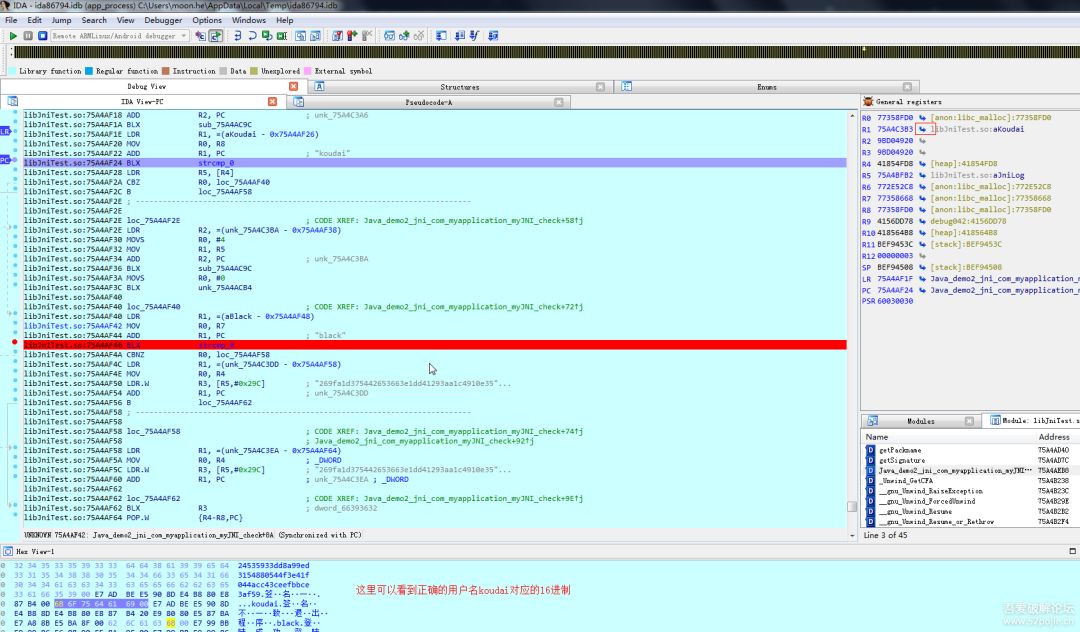 IDA - ida86794.idb (app_process) C:\Users\moon.he\AppData\Local\Temp\ida86794.idb
File Edit Jump Search View Debugger Options Windows Help
Remote ARMLinux/Android debugger
Library function Regular function Instruction Data Unexplored External symbol
Debug View Structures Enums
IDA View-PC Pseudocode-A General registers
libJniTest.so:75A4AF18 ADD R2, PC ; unk_75A4C3A6
libJniTest.so:75A4AF1A BLX sub_75A4AC9C
libJniTest.so:75A4AF1E LDR R1, =(aKoudai - 0x75A4AF26)
libJniTest.so:75A4AF20 MOV R0, R8
libJniTest.so:75A4AF22 ADD R1, PC ; "koudai"
libJniTest.so:75A4AF24 BLX strcmp_0
libJniTest.so:75A4AF28 LDR R5, [R4]
libJniTest.so:75A4AF2A CBZ R0, loc_75A4AF40
libJniTest.so:75A4AF2C B loc_75A4AF58
libJniTest.so:75A4AF2E ; ---------------------------------------------------------------------------
libJniTest.so:75A4AF2E
libJniTest.so:75A4AF2E loc_75A4AF2E ; CODE XREF: Java_demo2_jni_com_myapplication_myJNI_check+58↑j
libJniTest.so:75A4AF2E LDR R2, =(unk_75A4C3BA - 0x75A4AF38)
libJniTest.so:75A4AF30 MOVS R0, #4
libJniTest.so:75A4AF32 MOV R1, R5
libJniTest.so:75A4AF34 ADD R2, PC ; unk_75A4C3BA
libJniTest.so:75A4AF36 BLX sub_75A4AC9C
libJniTest.so:75A4AF3A MOVS R0, #0
libJniTest.so:75A4AF3C BLX unk_75A4ACB4
libJniTest.so:75A4AF40
libJniTest.so:75A4AF40 loc_75A4AF40 ; CODE XREF: Java_demo2_jni_com_myapplication_myJNI_check+72↑j
libJniTest.so:75A4AF40 LDR R1, =(aBlack - 0x75A4AF48)
libJniTest.so:75A4AF42 MOV R0, R7
libJniTest.so:75A4AF44 ADD R1, PC ; "black"
libJniTest.so:75A4AF46 BLX strcmp_0
libJniTest.so:75A4AF4A CBNZ R0, loc_75A4AF58
libJniTest.so:75A4AF4C LDR R1, =(unk_75A4C3DD - 0x75A4AF58)
libJniTest.so:75A4AF4E MOV R0, R4
libJniTest.so:75A4AF50 LDR.W R3, [R5,#0x29C] ; "269fa1d375442653663e1dd41293aa1c4910e35"...
libJniTest.so:75A4AF54 ADD R1, PC ; unk_75A4C3DD
libJniTest.so:75A4AF56 B loc_75A4AF62
libJniTest.so:75A4AF58 ; ---------------------------------------------------------------------------
libJniTest.so:75A4AF58
libJniTest.so:75A4AF58 loc_75A4AF58 ; CODE XREF: Java_demo2_jni_com_myapplication_myJNI_check+74↑j
libJniTest.so:75A4AF58 ; Java_demo2_jni_com_myapplication_myJNI_check+92↑j
libJniTest.so:75A4AF58 LDR R1, =(unk_75A4C3EA - 0x75A4AF64)
libJniTest.so:75A4AF5A MOV R0, R4 ; _DWORD
libJniTest.so:75A4AF5C LDR.W R3, [R5,#0x29C] ; "269fa1d375442653663e1dd41293aa1c4910e35"...
libJniTest.so:75A4AF60 ADD R1, PC ; unk_75A4C3EA ; _DWORD
libJniTest.so:75A4AF62
libJniTest.so:75A4AF62 loc_75A4AF62 ; CODE XREF: Java_demo2_jni_com_myapplication_myJNI_check+9E↑j
libJniTest.so:75A4AF62 BLX R3 ; dword_66393632
libJniTest.so:75A4AF64 POP.W {R4-R8,PC}
UNKNOWN 75A4AF42: Java_demo2_jni_com_myapplication_myJNI_check+8A (Synchronized with PC)
LR
PC
R0 77358FD0 [anon:libc_malloc]:77358FD0
R1 75A4C3B3 libJniTest.so:aKoudai
R2 9BD04920
R3 9BD04920
R4 41854FD8 [heap]:41854FD8
R5 75A4BFB2 libJniTest.so:aJniLog
R6 772E52C8 [anon:libc_malloc]:772E52C8
R7 77358668 [anon:libc_malloc]:77358668
R8 77358FD0 [anon:libc_malloc]:77358FD0
R9 4156DD78 debug042:4156DD78
R10 418564B8 [heap]:418564B8
R11 BEF9453C [stack]:BEF9453C
R12 00000003
SP BEF94508 [stack]:BEF94508
LR 75A4AF1F Java_demo2_jni_com_myapplication_
PC 75A4AF24 Java_demo2_jni_com_myapplication_
PSR 60030030
Modules Module: libJniTest.s
Name Address
getPackname 75A4AD40
getSignature 75A4AD7C
Java_demo2_jni_com_myapplication_myJNI··· 75A4AEB8
_Unwind_GetCFA 75A4B238
__gnu_Unwind_RaiseException 75A4B23C
__gnu_Unwind_ForcedUnwind 75A4B29E
__gnu_Unwind_Resume 75A4B2B2
__gnu_Unwind_Resume_or_Rethrow 75A4B2F4
Line 3 of 45
Hex View-1
32 34 35 33 35 39 33 33 64 64 38 61 39 39 65 64 24535933dd8a99ed
33 31 35 34 38 38 30 35 34 34 66 33 65 34 31 66 3154880544f3e41f
30 34 34 61 63 63 34 33 63 65 65 66 62 62 63 65 044acc43ceefbbce
33 61 66 35 39 00 E7 AD BE E5 90 8D E4 B8 80 E8 3af59.签..名..一..
87 B4 00 6B 6F 75 64 61 69 00 E7 AD BE E5 90 8D ...koudai.签..名..
E4 B8 8D E4 B8 80 E8 87 B4 20 E9 80 80 E5 87 BA 不..一..致..退..出..
E7 A8 8B E5 BA 8F 00 62 6C 61 63 6B 00 E7 99 BB 程..序..black.登..
这里可以看到正确的用户名koudai对应的16进制
吾爱破解论坛
www.52pojie.cn